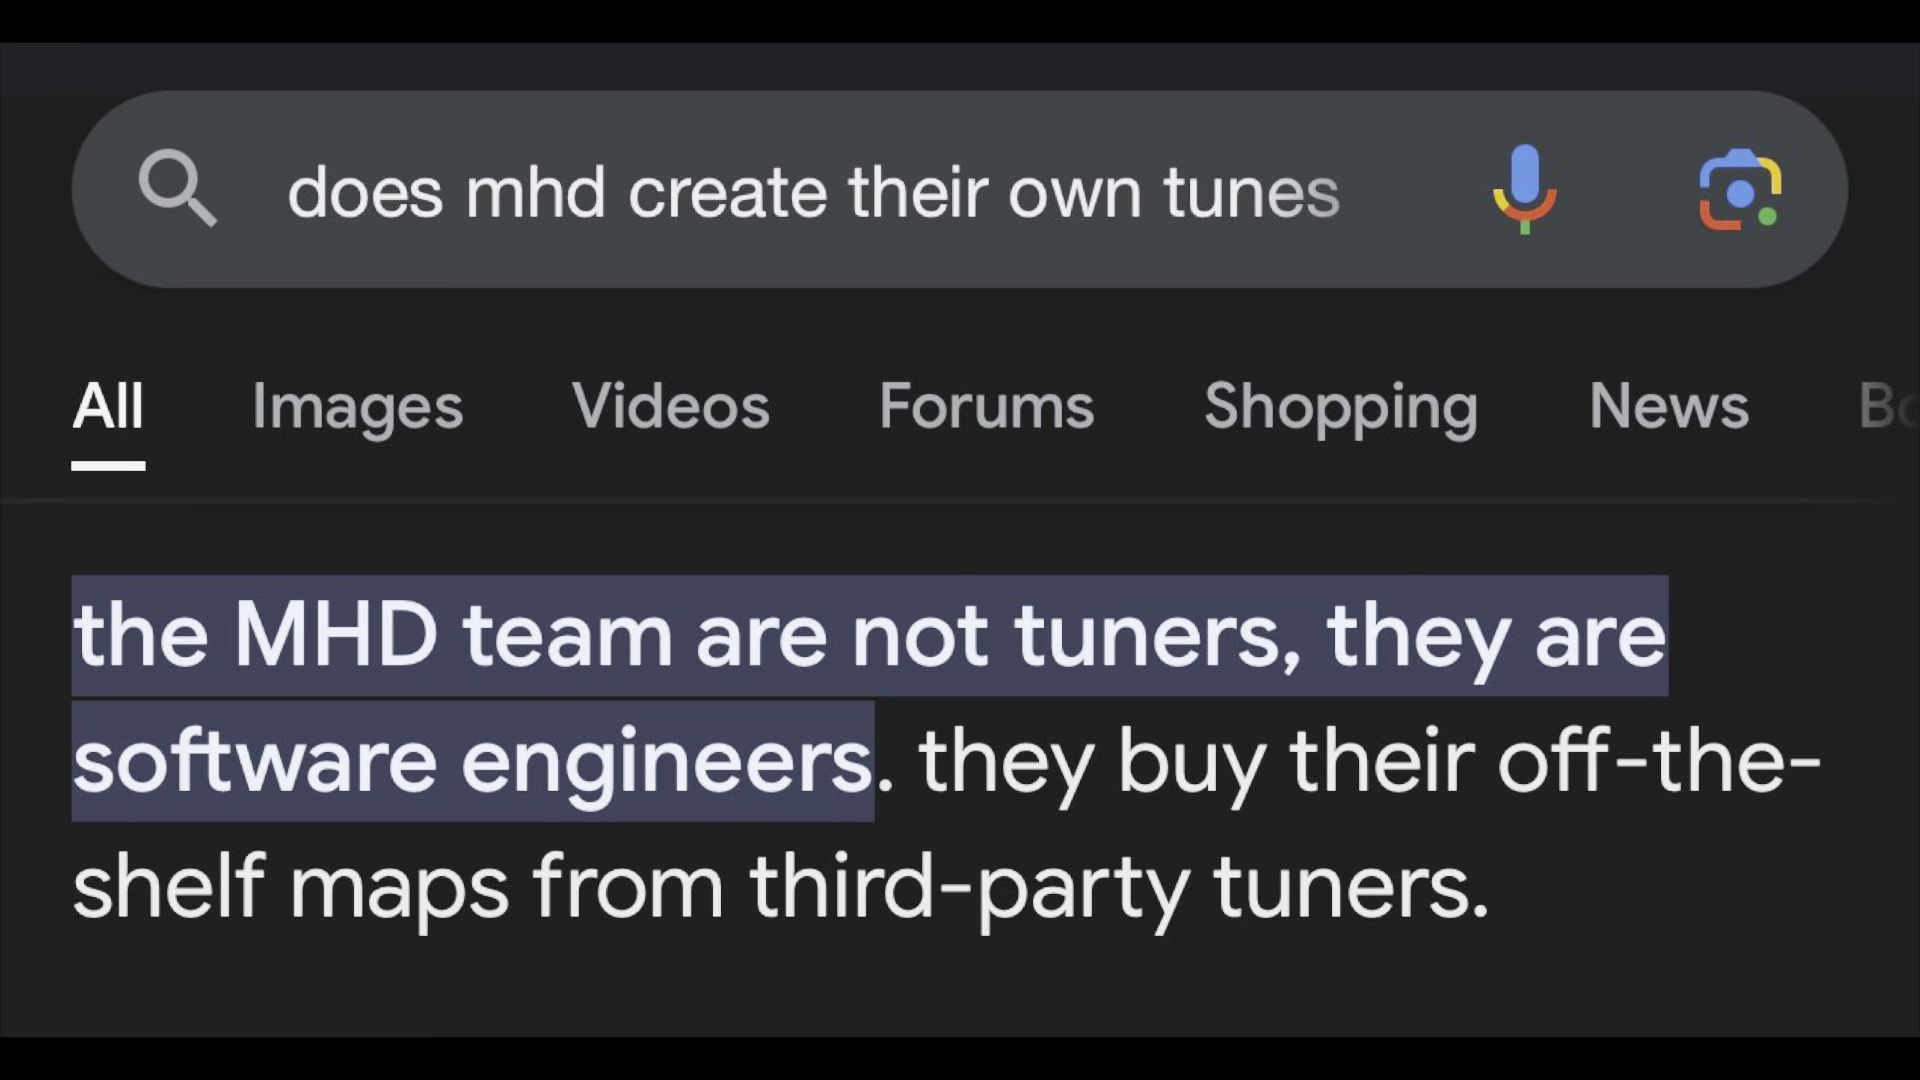 does mhd create their own tunes
All Images Videos Forums Shopping News
the MHD team are not tuners, they are
software engineers. they buy their off-the-
shelf maps from third-party tuners.